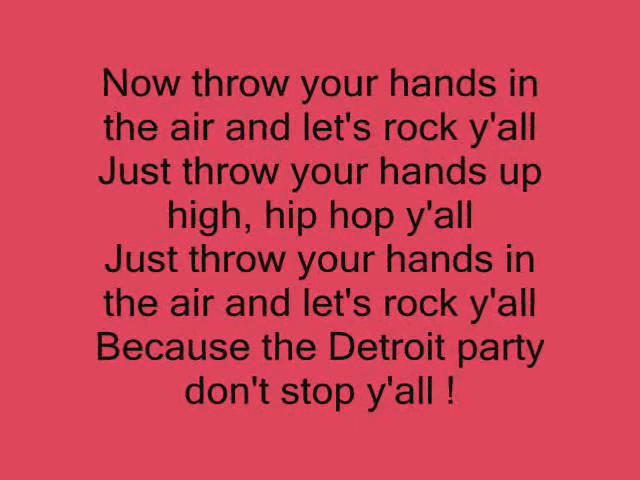 Now throw your hands in
the air and let's rock y'all
Just throw your hands up
high, hip hop y'all
Just throw your hands in
the air and let's rock y'all
Because the Detroit party
don't stop y'all !